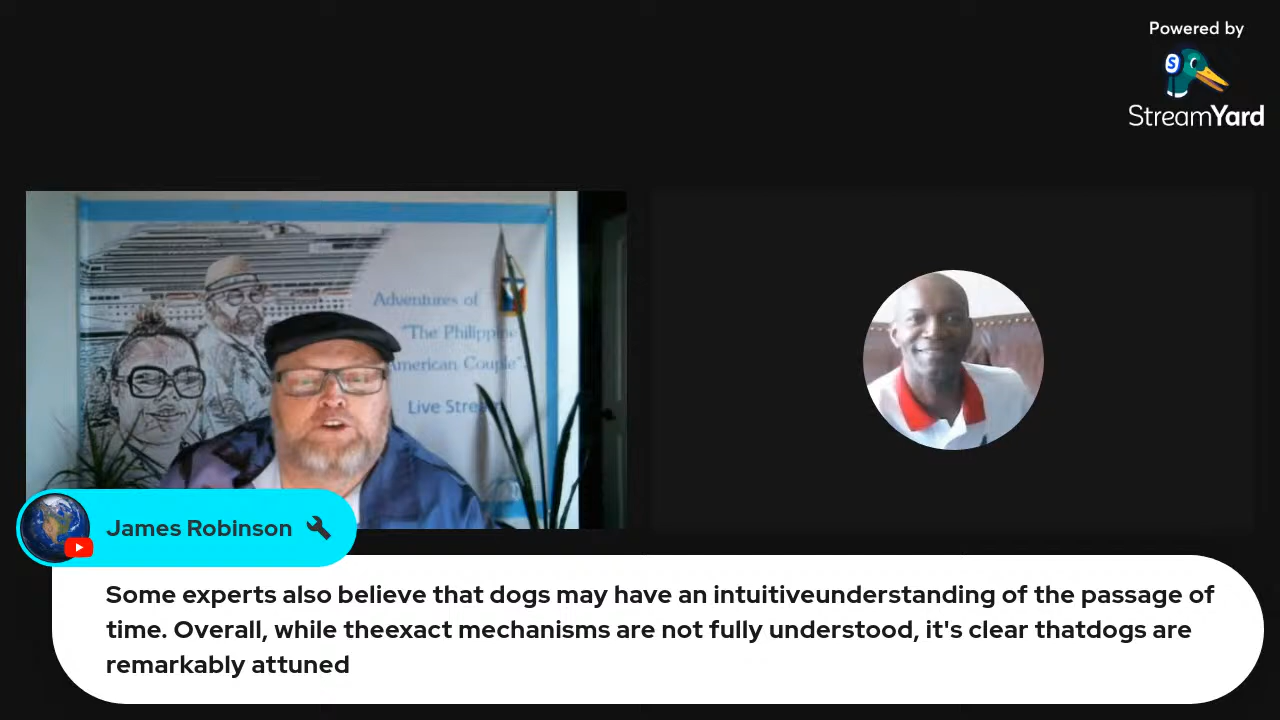 Powered by
S
StreamYard
Adventures of
"The Philippine
American Couple"
Live Stre
James Robinson
Some experts also believe that dogs may have an intuitiveunderstanding of the passage of
time. Overall, while theexact mechanisms are not fully understood, it's clear thatdogs are
remarkably attuned